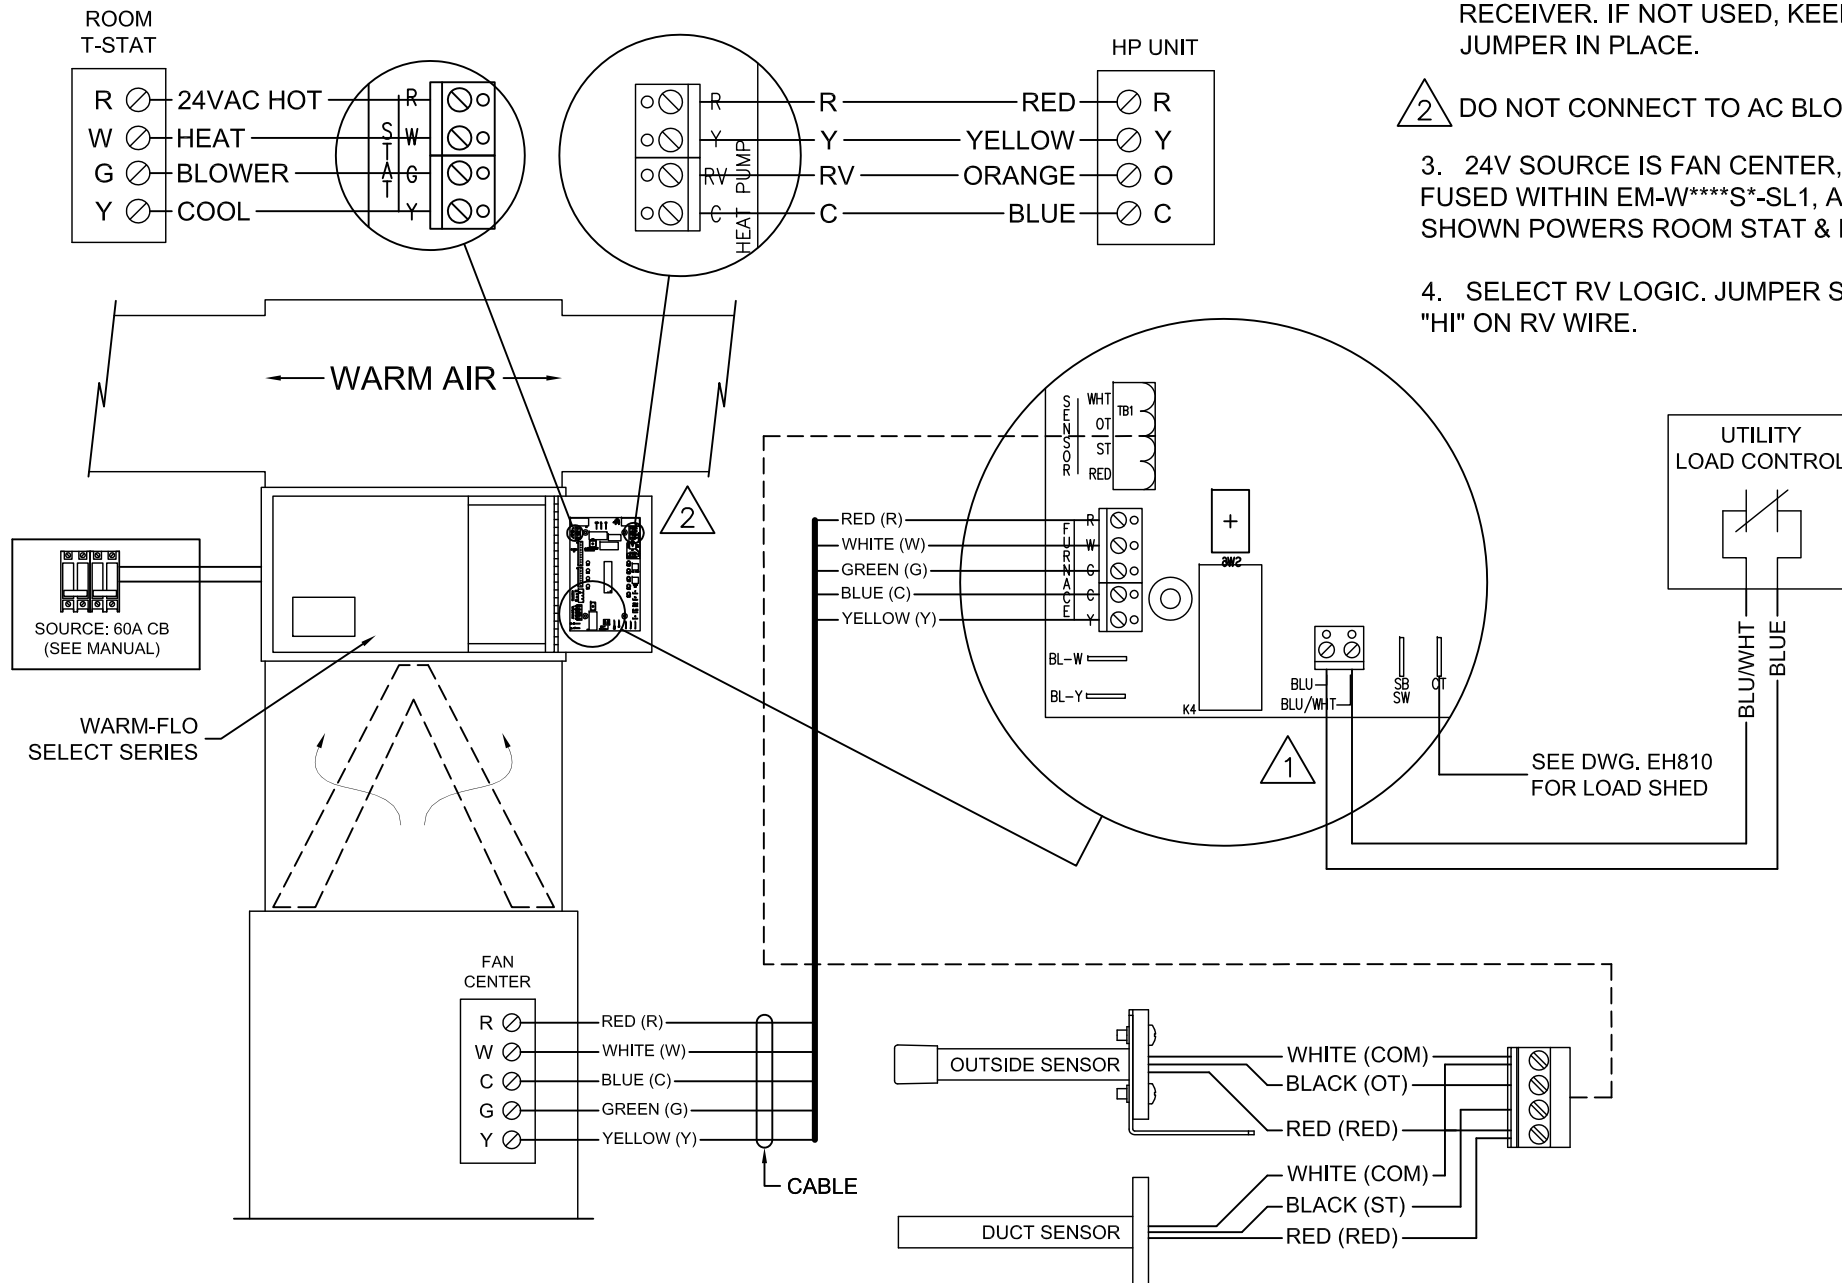 ROOM
T-STAT
R 24VAC HOT R
W HEAT W
G BLOWER G
Y COOL Y
STAT
HP UNIT
R R RED R
Y Y YELLOW Y
RV RV ORANGE O
C C BLUE C
HEAT PUMP
RECEIVER. IF NOT USED, KEEP
JUMPER IN PLACE.
2 DO NOT CONNECT TO AC BLO
3. 24V SOURCE IS FAN CENTER,
FUSED WITHIN EM-W****S*-SL1, A
SHOWN POWERS ROOM STAT &
4. SELECT RV LOGIC. JUMPER S
"HI" ON RV WIRE.
WARM AIR
2
SOURCE: 60A CB
(SEE MANUAL)
WARM-FLO
SELECT SERIES
SENSOR
WHT
OT
ST
RED
TB1
RED (R) R
WHITE (W) W
GREEN (G) G
BLUE (C) C
YELLOW (Y) Y
FURNACE
+
SW6
BL-W
BL-Y
K4
BLU
BLU/WHT
SB
SW
OT
1
UTILITY
LOAD CONTROL
BLU/WHT
BLUE
SEE DWG. EH810
FOR LOAD SHED
FAN
CENTER
R RED (R)
W WHITE (W)
C BLUE (C)
G GREEN (G)
Y YELLOW (Y)
CABLE
OUTSIDE SENSOR
WHITE (COM)
BLACK (OT)
RED (RED)
DUCT SENSOR
WHITE (COM)
BLACK (ST)
RED (RED)